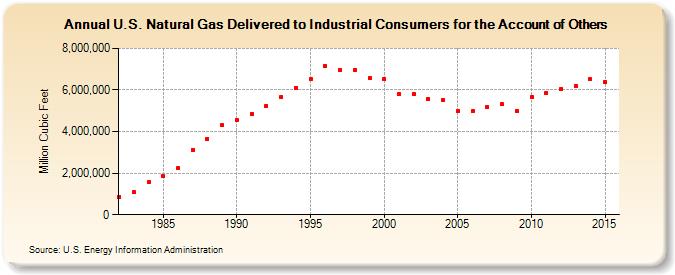 Annual U.S. Natural Gas Delivered to Industrial Consumers for the Account of Others
Million Cubic Feet
8,000,000
6,000,000
4,000,000
2,000,000
0
1985 1990 1995 2000 2005 2010 2015
Source: U.S. Energy Information Administration